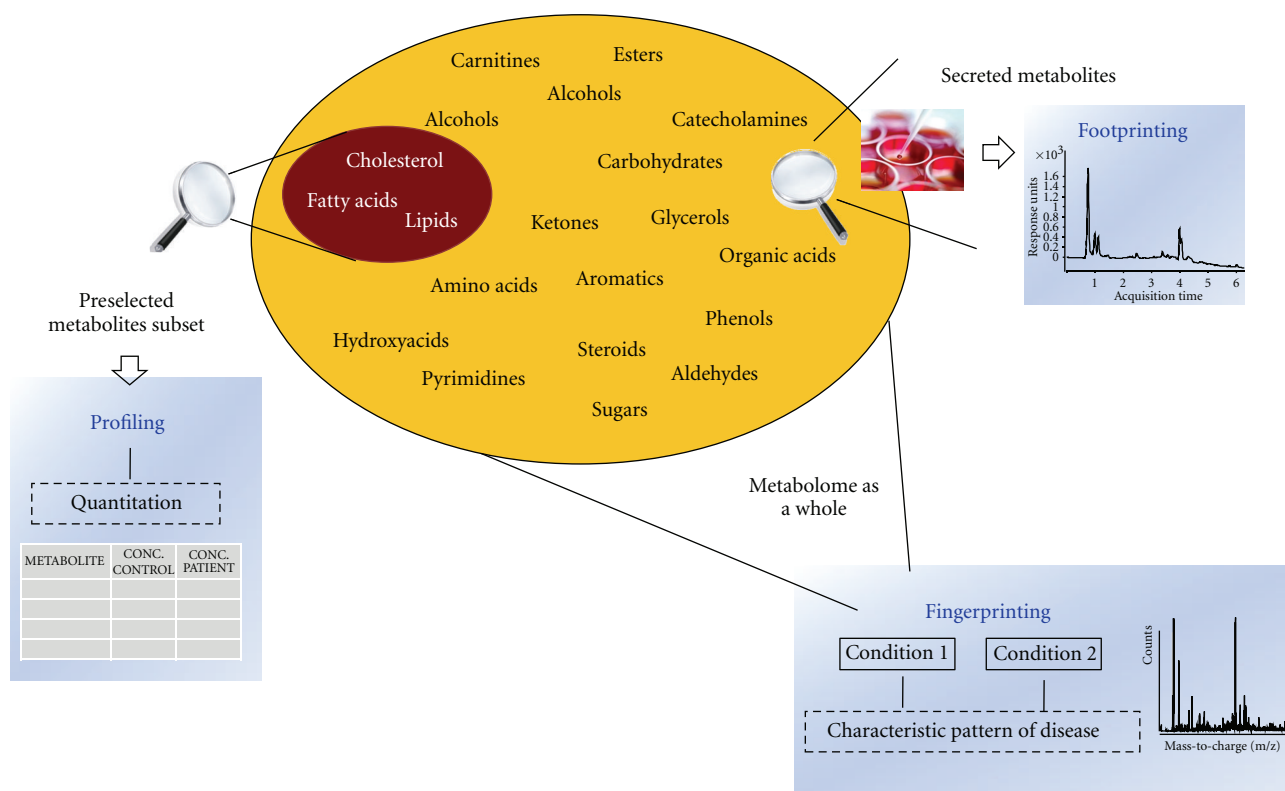 Carnitines
Esters
Alcohols
Alcohols
Catecholamines
Cholesterol
Carbohydrates
Fatty acids
Lipids
Ketones
Glycerols
Organic acids
Amino acids
Aromatics
Phenols
Hydroxyacids
Steroids
Pyrimidines
Aldehydes
Sugars
Secreted metabolites
Footprinting
×10³
Response units
1.6
1.4
1.2
1
0.8
0.6
0.4
0.2
0
1 2 3 4 5 6
Acquisition time
Preselected
metabolites subset
Profiling
Quantitation
METABOLITE
CONC.
CONTROL
CONC.
PATIENT
Metabolome as
a whole
Fingerprinting
Condition 1
Condition 2
Characteristic pattern of disease
Counts
Mass-to-charge (m/z)